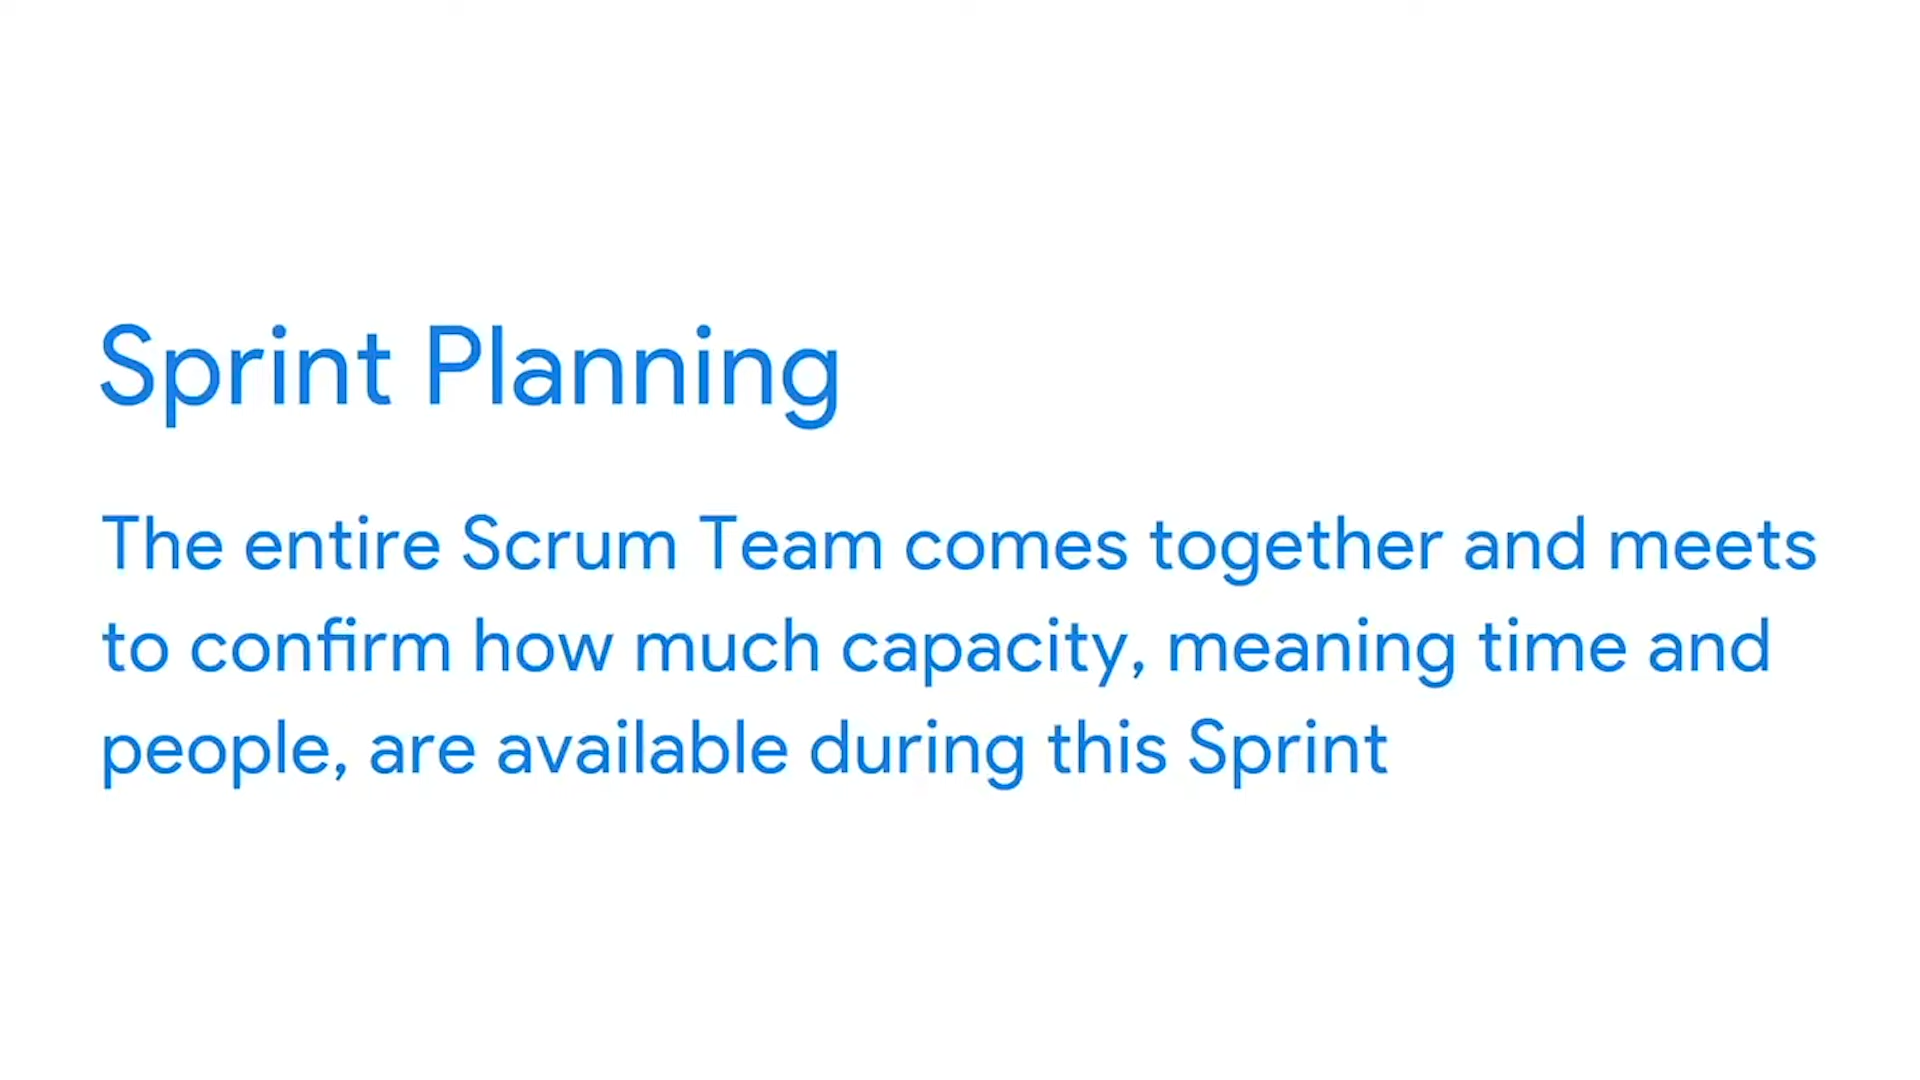 Sprint Planning
The entire Scrum Team comes together and meets
to confirm how much capacity, meaning time and
people, are available during this Sprint